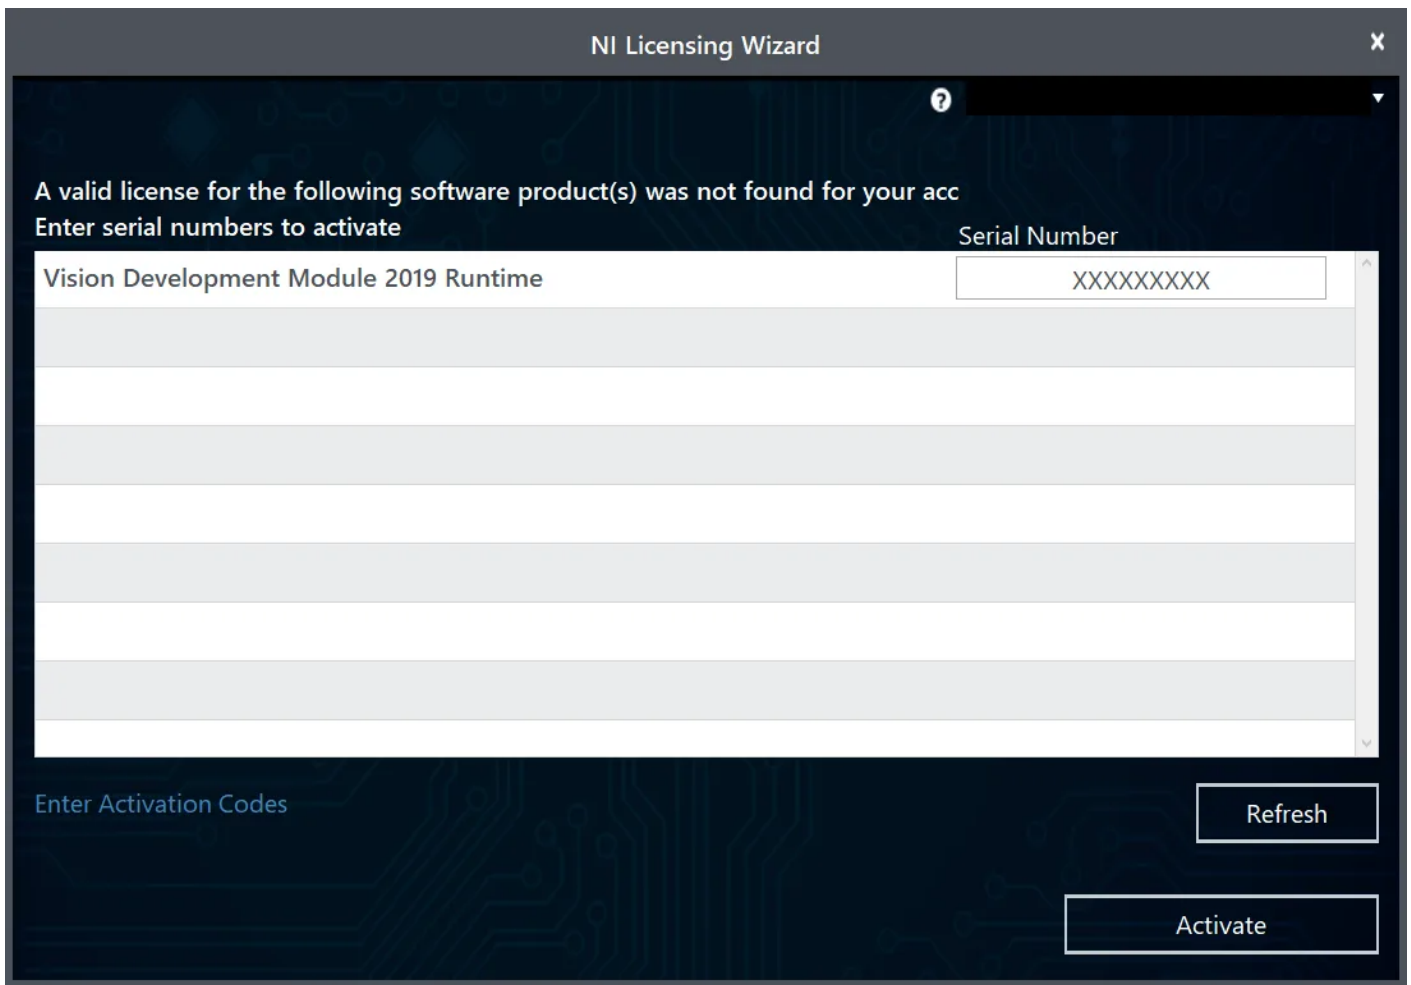 NI Licensing Wizard
x
?
A valid license for the following software product(s) was not found for your acc
Enter serial numbers to activate
Serial Number
Vision Development Module 2019 Runtime
XXXXXXXXX
Enter Activation Codes
Refresh
Activate